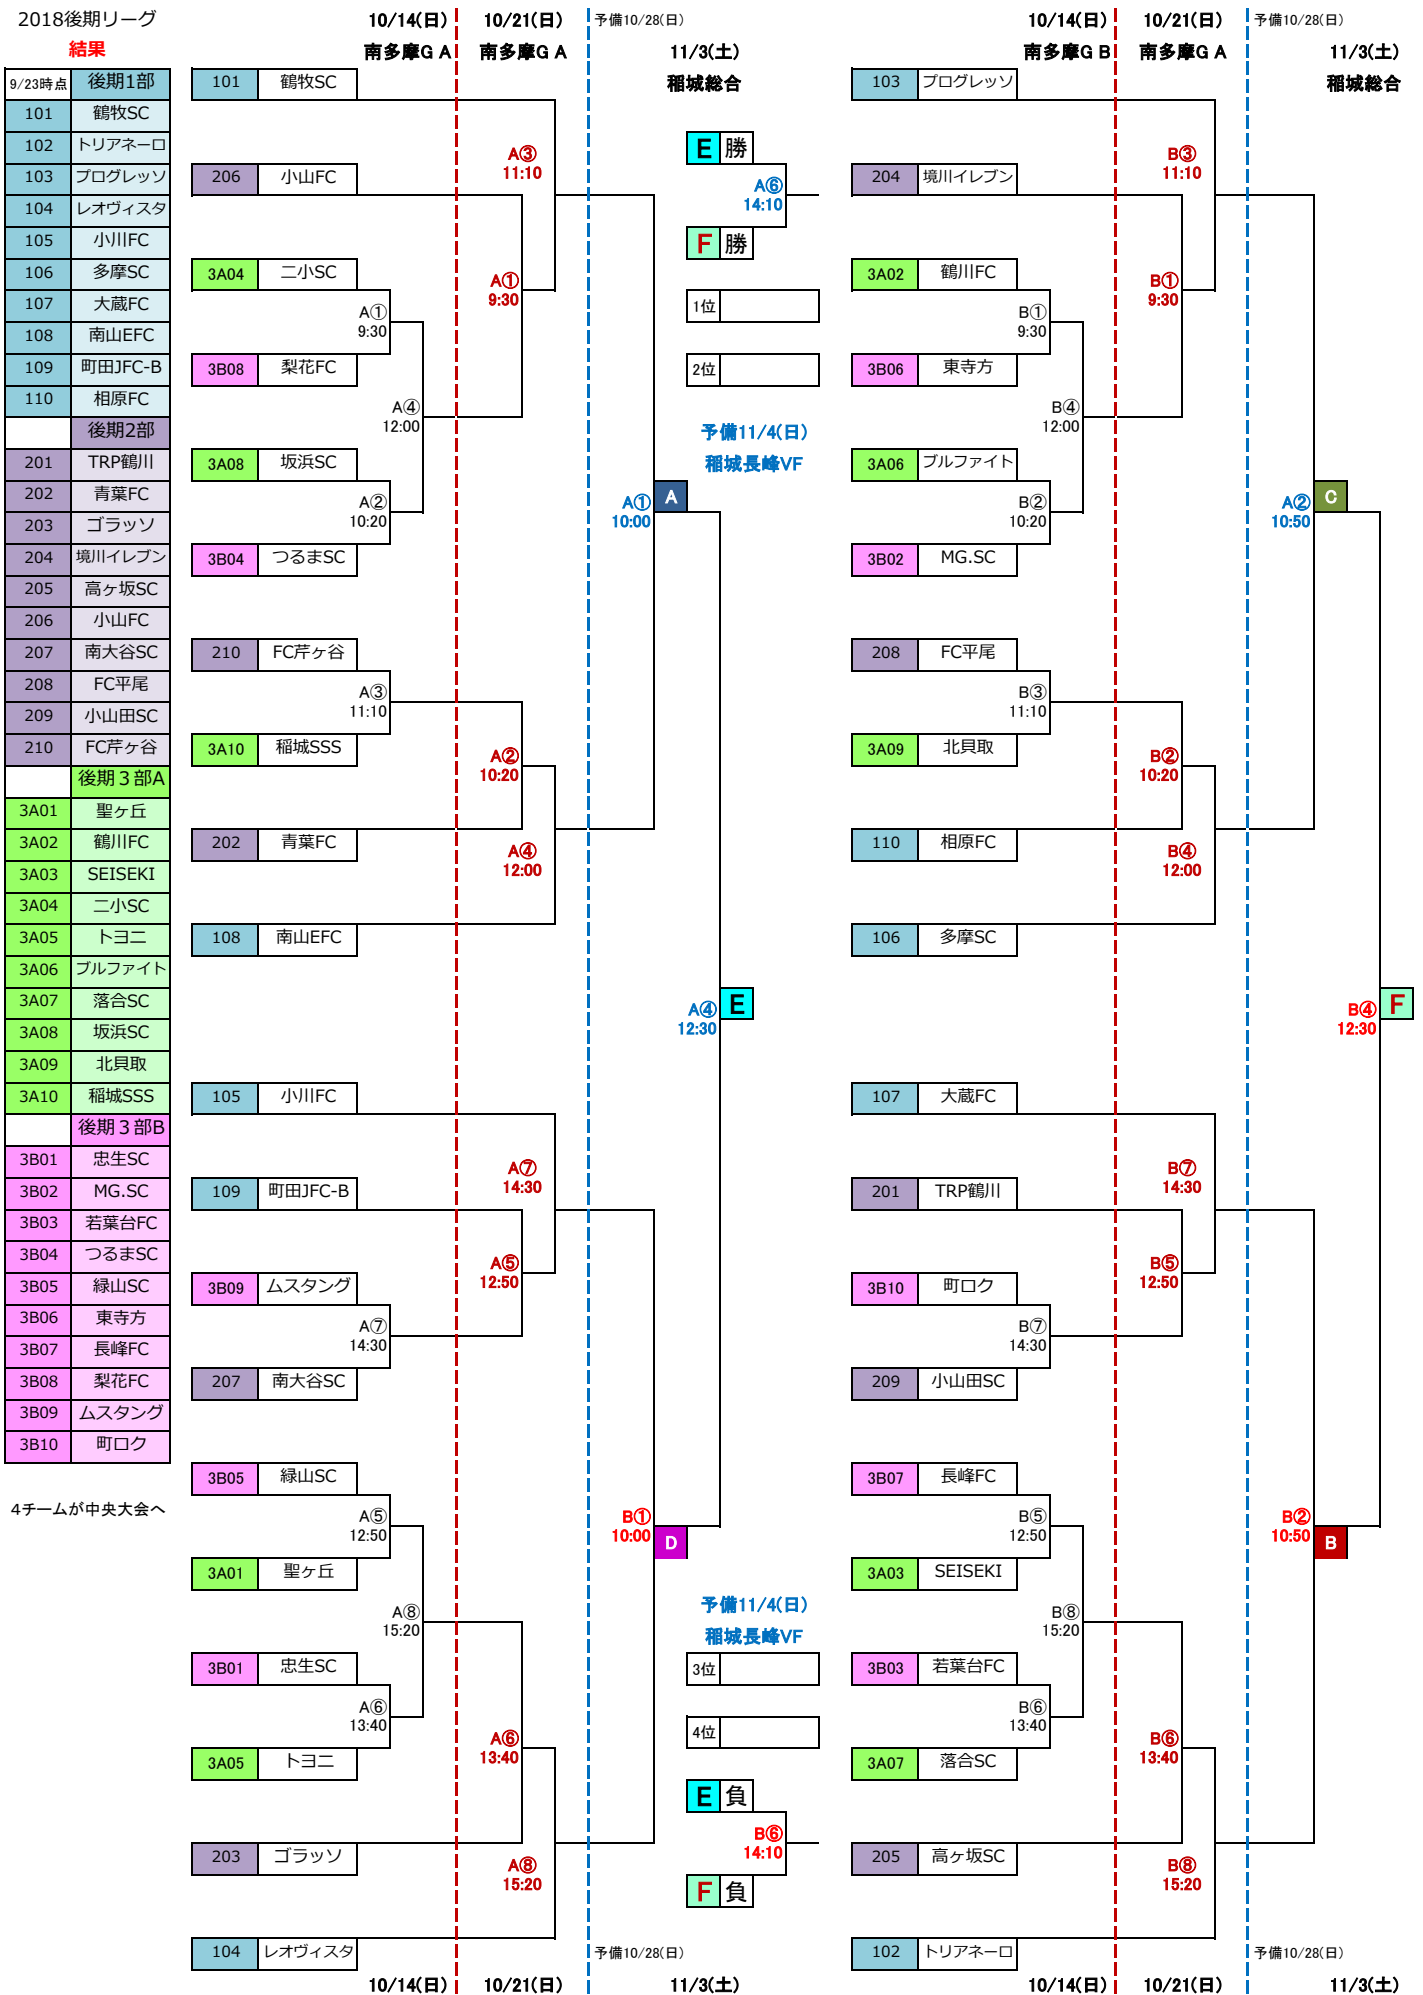 2018後期リーグ
結果
9/23時点 後期1部
101 鶴牧SC
102 トリアネーロ
103 プログレッソ
104 レオヴィスタ
105 小川FC
106 多摩SC
107 大蔵FC
108 南山EFC
109 町田JFC-B
110 相原FC
後期2部
201 TRP鶴川
202 青葉FC
203 ゴラッソ
204 境川イレブン
205 高ヶ坂SC
206 小山FC
207 南大谷SC
208 FC平尾
209 小山田SC
210 FC芹ヶ谷
後期３部A
3A01 聖ヶ丘
3A02 鶴川FC
3A03 SEISEKI
3A04 二小SC
3A05 トヨニ
3A06 ブルファイト
3A07 落合SC
3A08 坂浜SC
3A09 北貝取
3A10 稲城SSS
後期３部B
3B01 忠生SC
3B02 MG.SC
3B03 若葉台FC
3B04 つるまSC
3B05 緑山SC
3B06 東寺方
3B07 長峰FC
3B08 梨花FC
3B09 ムスタング
3B10 町ロク
4チームが中央大会へ
10/14(日) 10/21(日) 予備10/28(日)
南多摩G A 南多摩G A 11/3(土)
稲城総合
101 鶴牧SC
A③
11:10
206 小山FC
3A04 二小SC
A①
9:30
A①
9:30
3B08 梨花FC
A④
12:00
3A08 坂浜SC
A②
10:20
3B04 つるまSC
A①
10:00
A
210 FC芹ヶ谷
A③
11:10
3A10 稲城SSS
A②
10:20
202 青葉FC
A④
12:00
108 南山EFC
A④
12:30
E
105 小川FC
A⑦
14:30
109 町田JFC-B
A⑤
12:50
3B09 ムスタング
A⑦
14:30
207 南大谷SC
3B05 緑山SC
A⑤
12:50
3A01 聖ヶ丘
B①
10:00
D
A⑧
15:20
3B01 忠生SC
A⑥
13:40
3A05 トヨニ
A⑥
13:40
203 ゴラッソ
A⑧
15:20
104 レオヴィスタ
予備10/28(日)
10/14(日) 10/21(日) 11/3(土)
E 勝
A⑥
14:10
F 勝
1位
2位
予備11/4(日)
稲城長峰VF
予備11/4(日)
稲城長峰VF
3位
4位
E 負
B⑥
14:10
F 負
10/14(日) 10/21(日) 予備10/28(日)
南多摩G B 南多摩G A 11/3(土)
稲城総合
103 プログレッソ
B③
11:10
204 境川イレブン
3A02 鶴川FC
B①
9:30
B①
9:30
3B06 東寺方
B④
12:00
3A06 ブルファイト
B②
10:20
3B02 MG.SC
A②
10:50
C
208 FC平尾
B③
11:10
3A09 北貝取
B②
10:20
110 相原FC
B④
12:00
106 多摩SC
B④
12:30
F
107 大蔵FC
B⑦
14:30
201 TRP鶴川
B⑤
12:50
3B10 町ロク
B⑦
14:30
209 小山田SC
3B07 長峰FC
B⑤
12:50
3A03 SEISEKI
B②
10:50
B
B⑧
15:20
3B03 若葉台FC
B⑥
13:40
3A07 落合SC
B⑥
13:40
205 高ヶ坂SC
B⑧
15:20
102 トリアネーロ
予備10/28(日)
10/14(日) 10/21(日) 11/3(土)